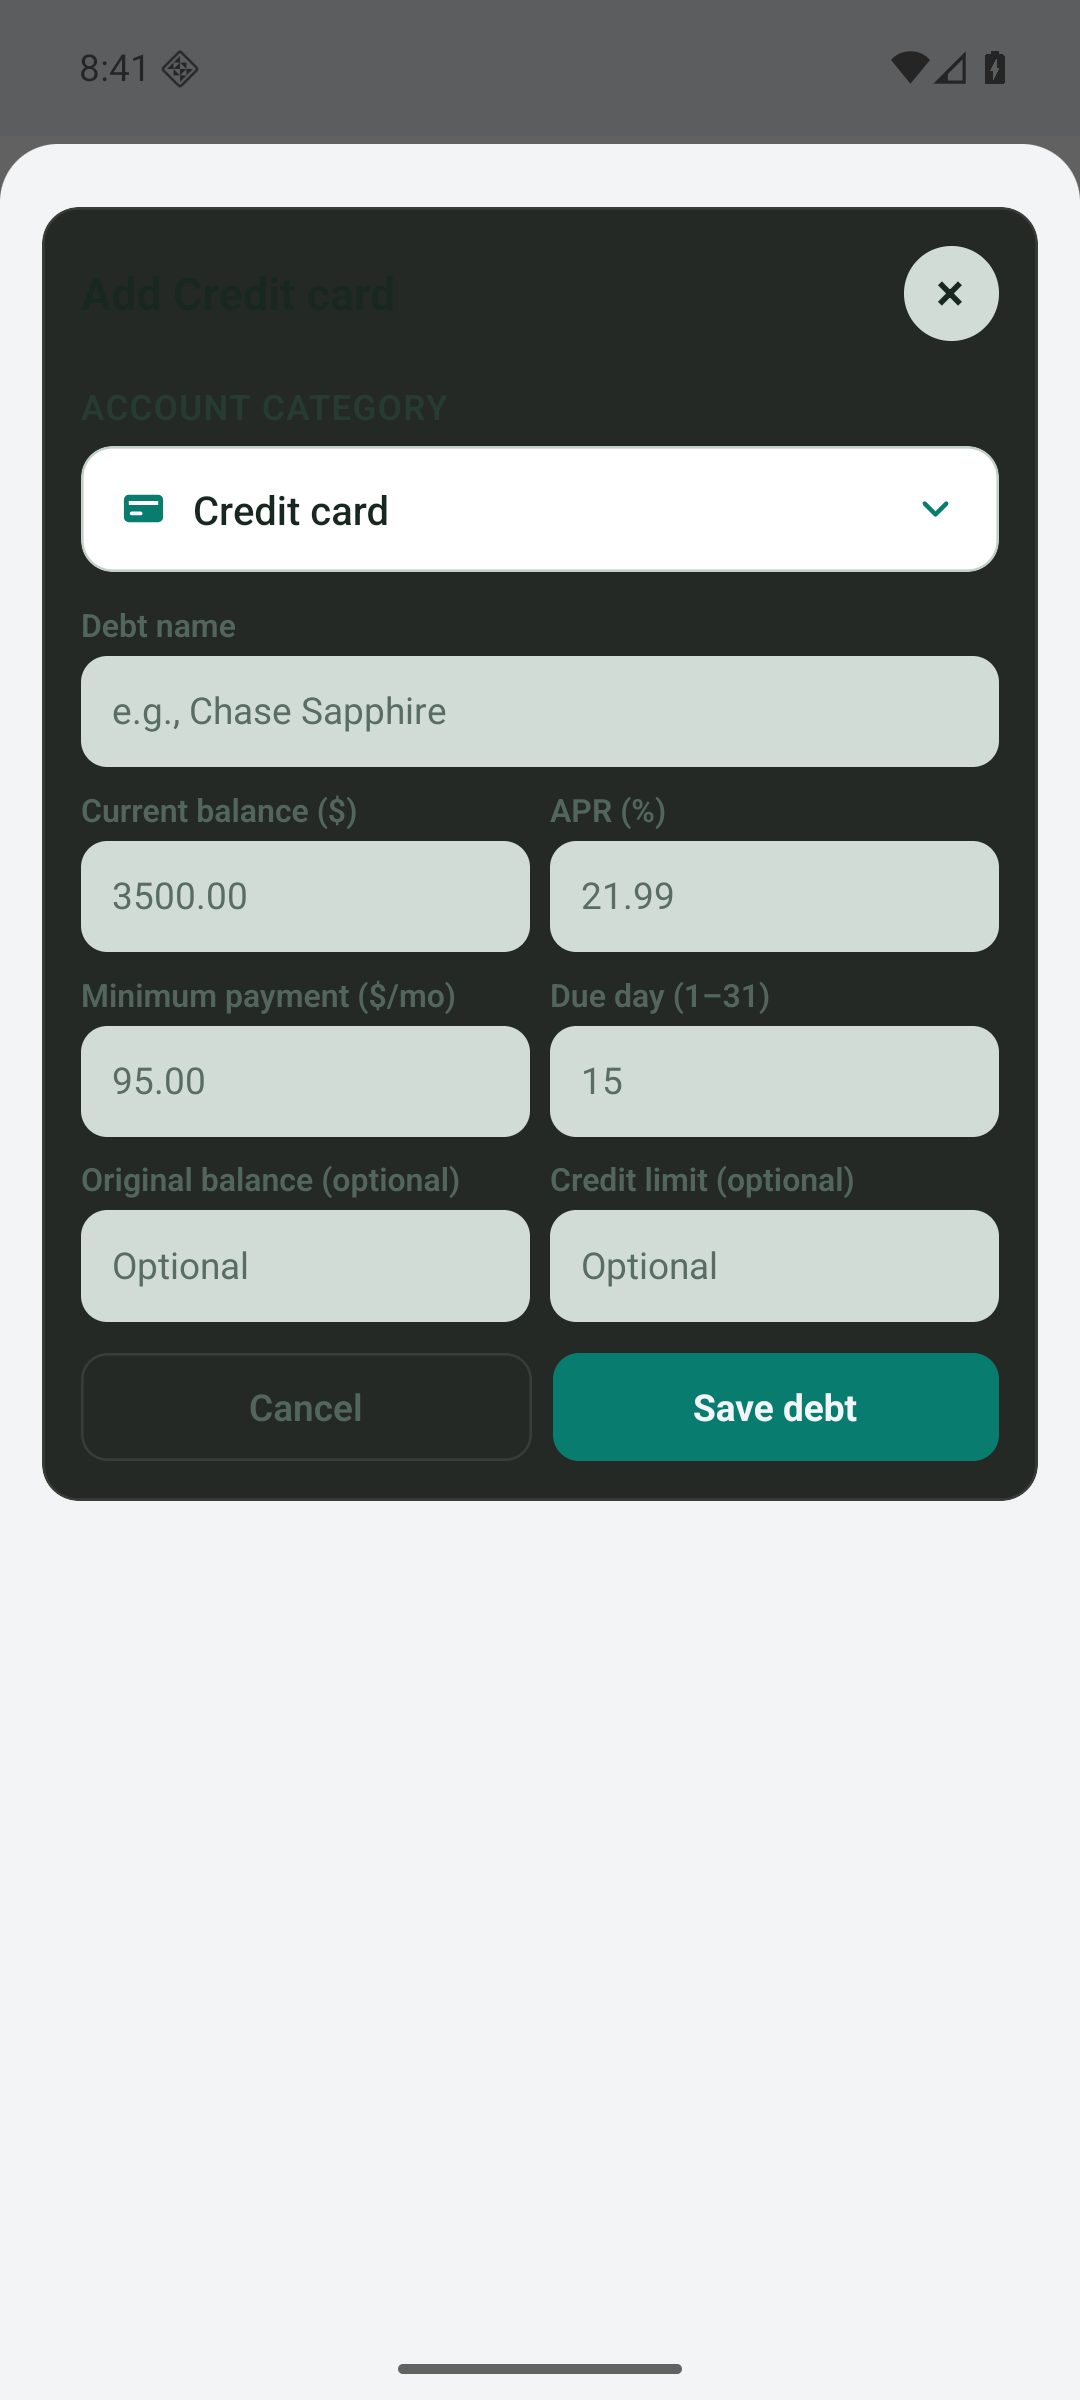 8:41
Add Credit card
ACCOUNT CATEGORY
Credit card
Debt name
e.g., Chase Sapphire
Current balance ($) APR (%)
3500.00 21.99
Minimum payment ($/mo) Due day (1–31)
95.00 15
Original balance (optional) Credit limit (optional)
Optional Optional
Cancel Save debt